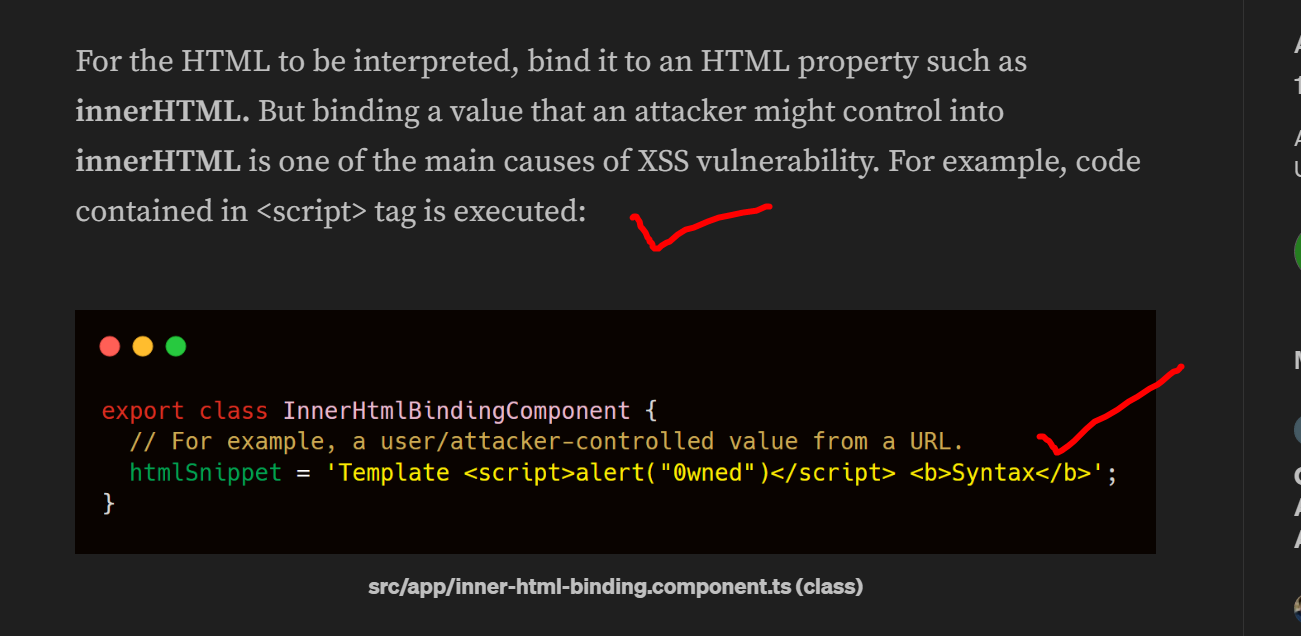 For the HTML to be interpreted, bind it to an HTML property such as
innerHTML. But binding a value that an attacker might control into
innerHTML is one of the main causes of XSS vulnerability. For example, code
contained in <script> tag is executed:
export class InnerHtmlBindingComponent {
// For example, a user/attacker-controlled value from a URL.
htmlSnippet = 'Template <script>alert("0wned")</script> <b>Syntax</b>';
}
src/app/inner-html-binding.component.ts (class)